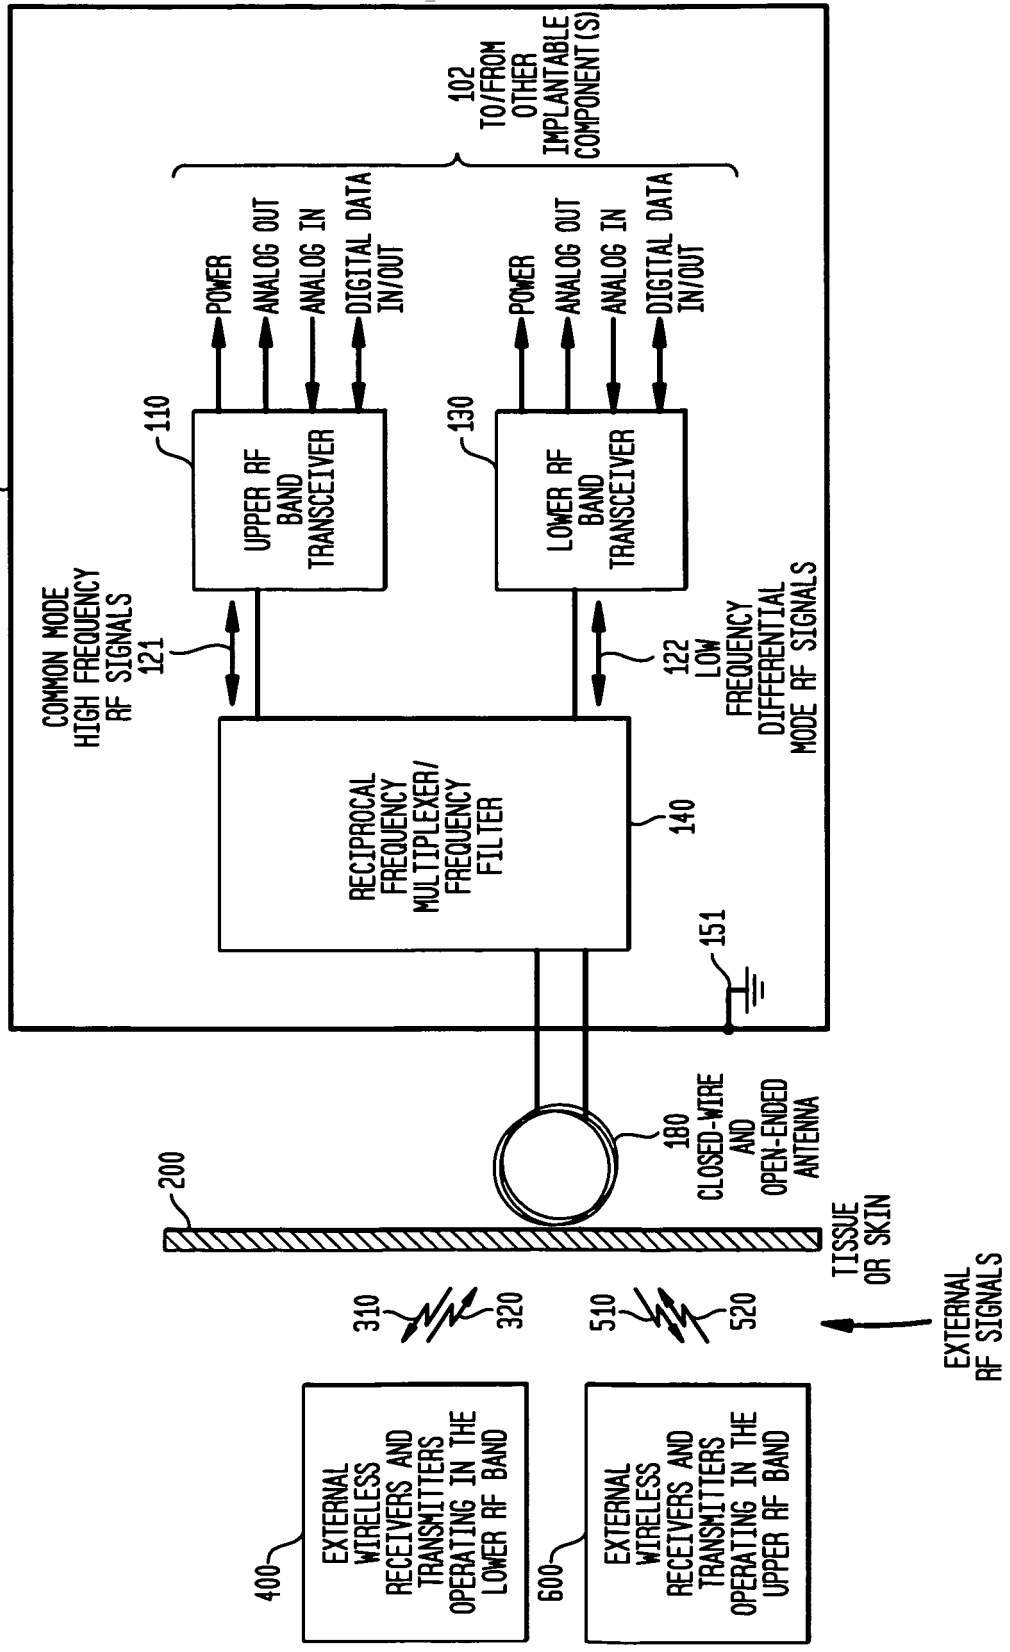 EXTERNAL
WIRELESS
RECEIVERS AND
TRANSMITTERS
OPERATING IN THE
LOWER RF BAND
400
EXTERNAL
WIRELESS
RECEIVERS AND
TRANSMITTERS
OPERATING IN THE
UPPER RF BAND
600
310
320
510
520
EXTERNAL
RF SIGNALS
200
TISSUE
OR SKIN
180
CLOSED-WIRE
AND
OPEN-ENDED
ANTENNA
151
RECIPROCAL
FREQUENCY
MULTIPLEXER/
FREQUENCY
FILTER
140
COMMON MODE
HIGH FREQUENCY
RF SIGNALS
121
122
LOW
FREQUENCY
DIFFERENTIAL
MODE RF SIGNALS
110
UPPER RF
BAND
TRANSCEIVER
130
LOWER RF
BAND
TRANSCEIVER
POWER
ANALOG OUT
ANALOG IN
DIGITAL DATA
IN/OUT
POWER
ANALOG OUT
ANALOG IN
DIGITAL DATA
IN/OUT
102
TO/FROM
OTHER
IMPLANTABLE
COMPONENT(S)